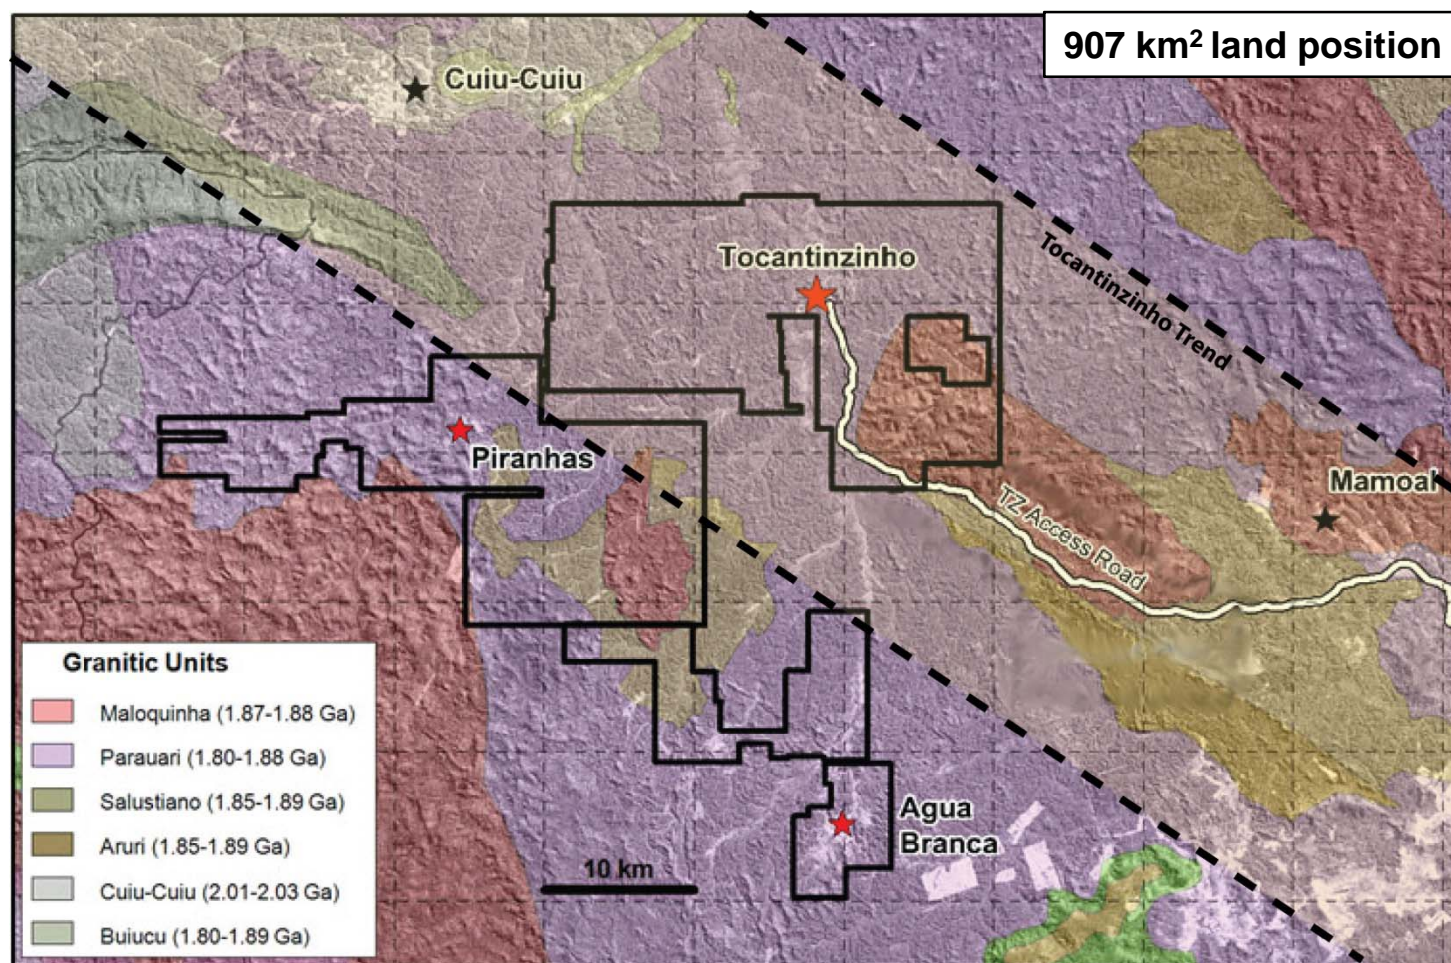 907 km² land position
Cuiu-Cuiu
Tocantinzinho
Tocantinzinho Trend
Piranhas
Mamoal
TZ Access Road
Granitic Units
Maloquinha (1.87-1.88 Ga)
Parauari (1.80-1.88 Ga)
Salustiano (1.85-1.89 Ga)
Aruri (1.85-1.89 Ga)
Cuiu-Cuiu (2.01-2.03 Ga)
Buiucu (1.80-1.89 Ga)
10 km
Agua
Branca